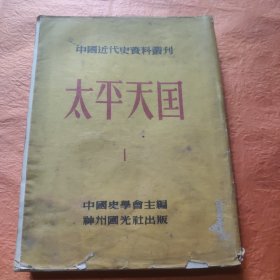 中國近代史資料叢刊
太平天国
1
中國史學會主編
神州國光社出版